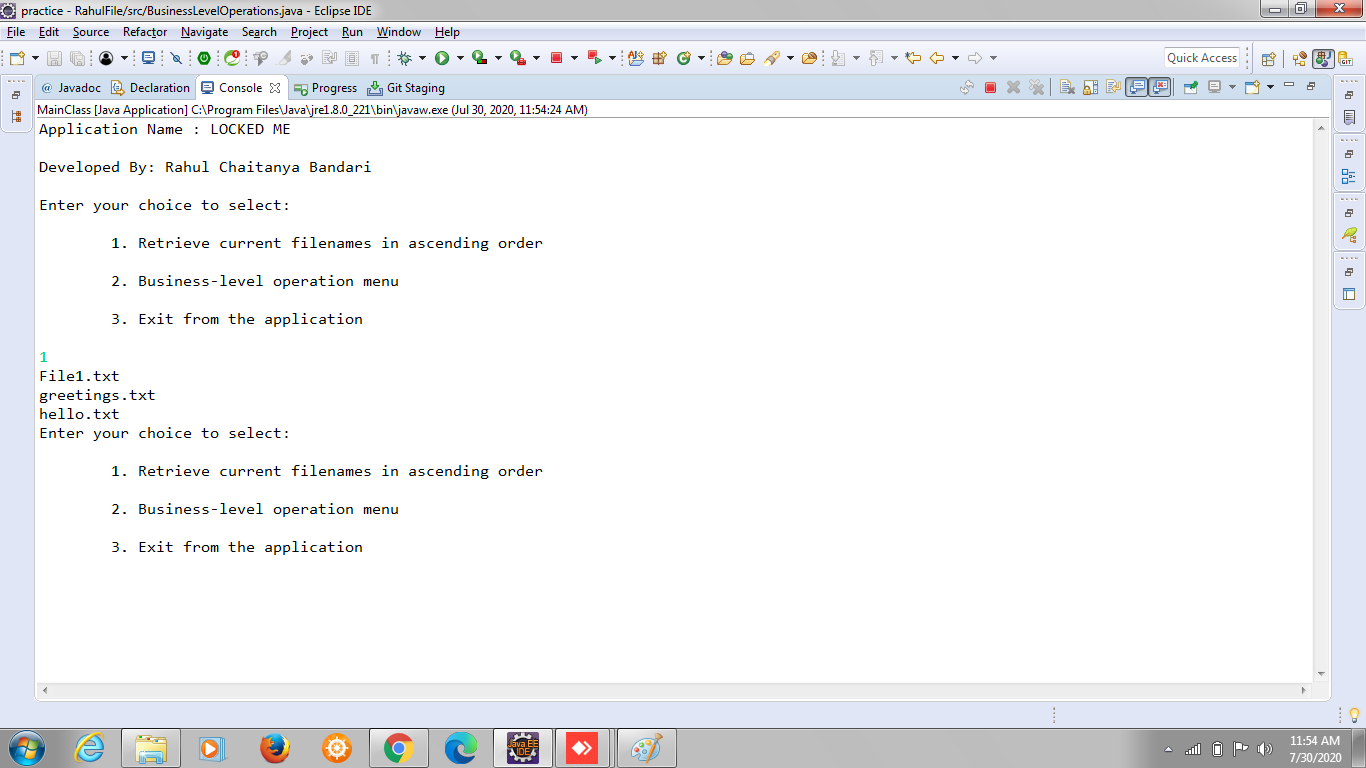 practice - RahulFile/src/BusinessLevelOperations.java - Eclipse IDE
File Edit Source Refactor Navigate Search Project Run Window Help
Quick Access
@ Javadoc Declaration Console Progress Git Staging
MainClass [Java Application] C:\Program Files\Java\jre1.8.0_221\bin\javaw.exe (Jul 30, 2020, 11:54:24 AM)
Application Name : LOCKED ME
Developed By: Rahul Chaitanya Bandari
Enter your choice to select:
1. Retrieve current filenames in ascending order
2. Business-level operation menu
3. Exit from the application
1
File1.txt
greetings.txt
hello.txt
Enter your choice to select:
1. Retrieve current filenames in ascending order
2. Business-level operation menu
3. Exit from the application
Java EE
IDE
11:54 AM
7/30/2020